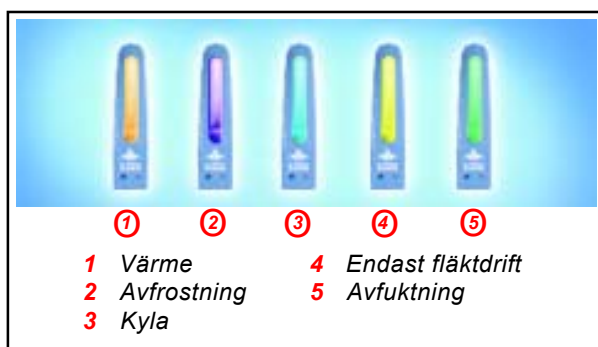 1 2 3 4 5
1 Värme
2 Avfrostning
3 Kyla
4 Endast fläktdrift
5 Avfuktning